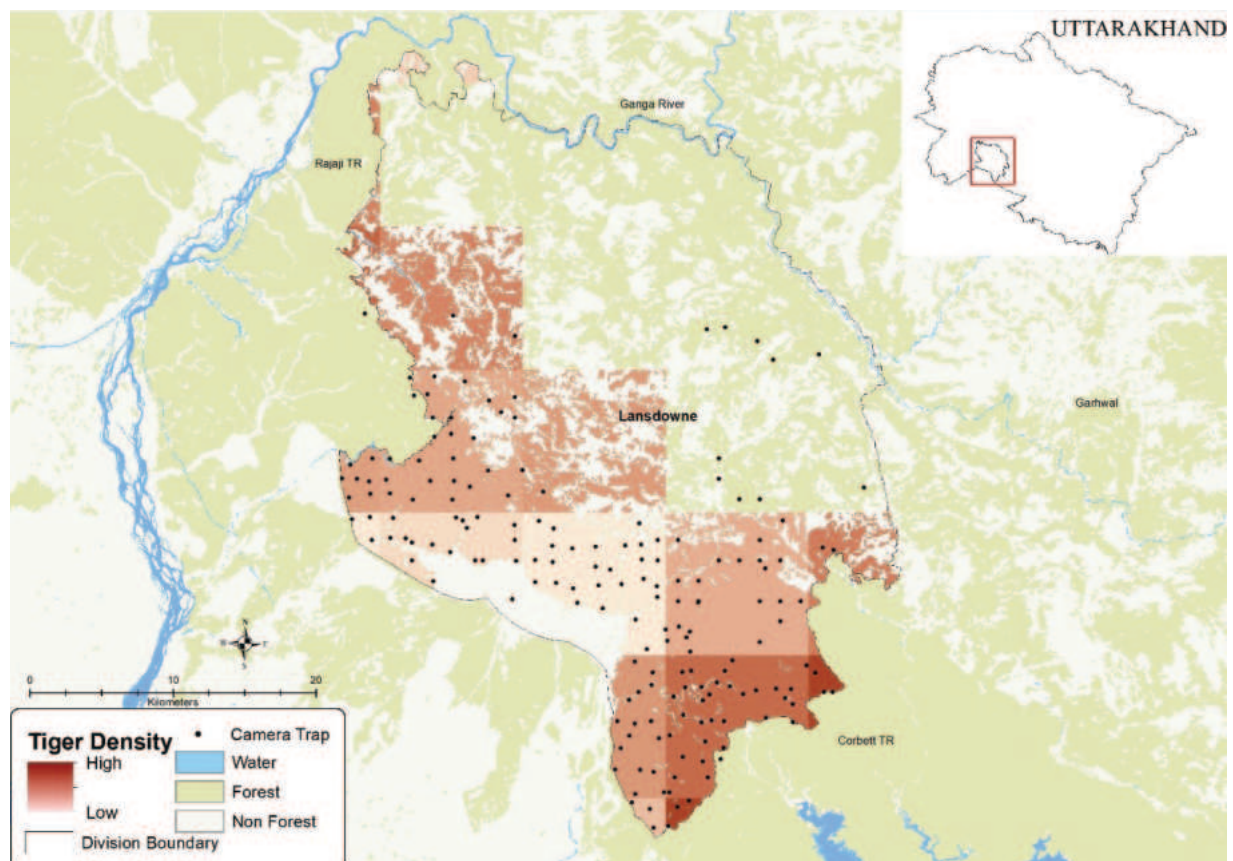 UTTARAKHAND
Ganga River
Rajaji TR
Lansdowne
Garhwal
N
S
0 10 20
Kilometers
Corbett TR
Tiger Density
High
Low
Division Boundary
Camera Trap
Water
Forest
Non Forest